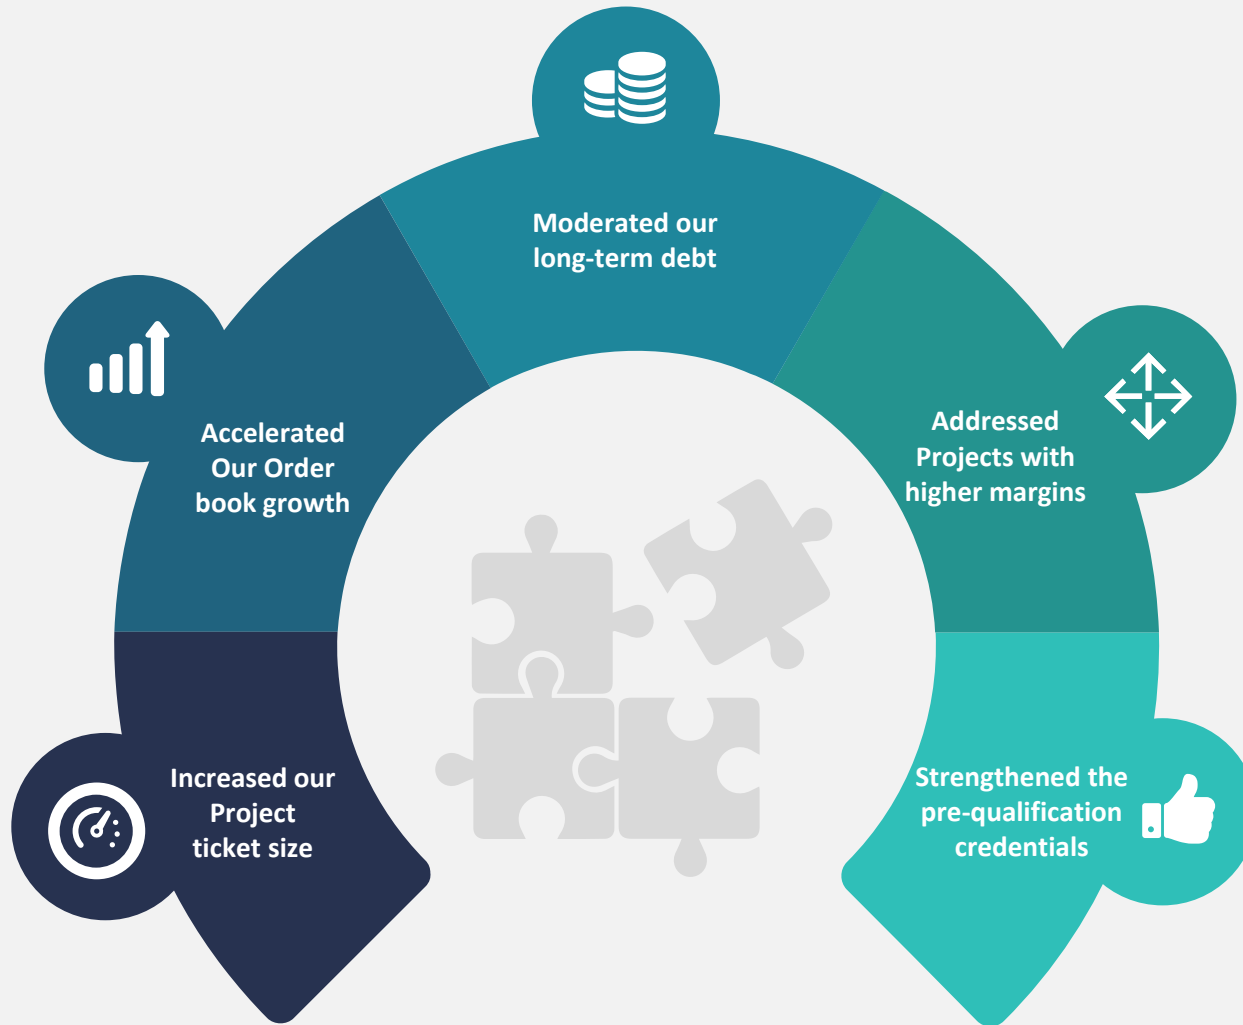 Moderated our
long-term debt
Accelerated
Our Order
book growth
Addressed
Projects with
higher margins
Increased our
Project
ticket size
Strengthened the
pre-qualification
credentials